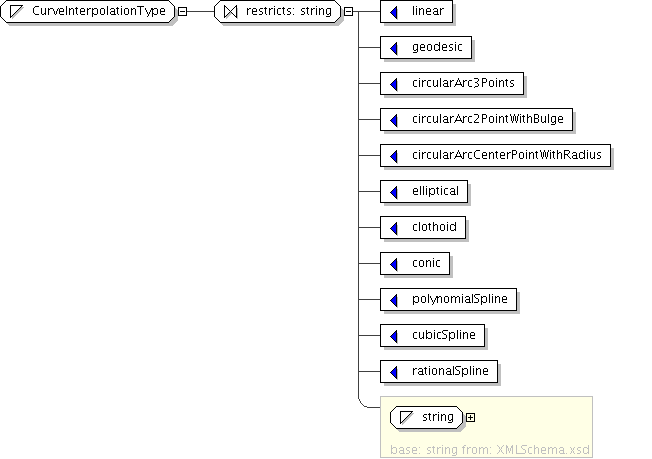 CurveInterpolationType
restricts: string
linear
geodesic
circularArc3Points
circularArc2PointWithBulge
circularArcCenterPointWithRadius
elliptical
clothoid
conic
polynomialSpline
cubicSpline
rationalSpline
string
base: string from: XMLSchema.xsd